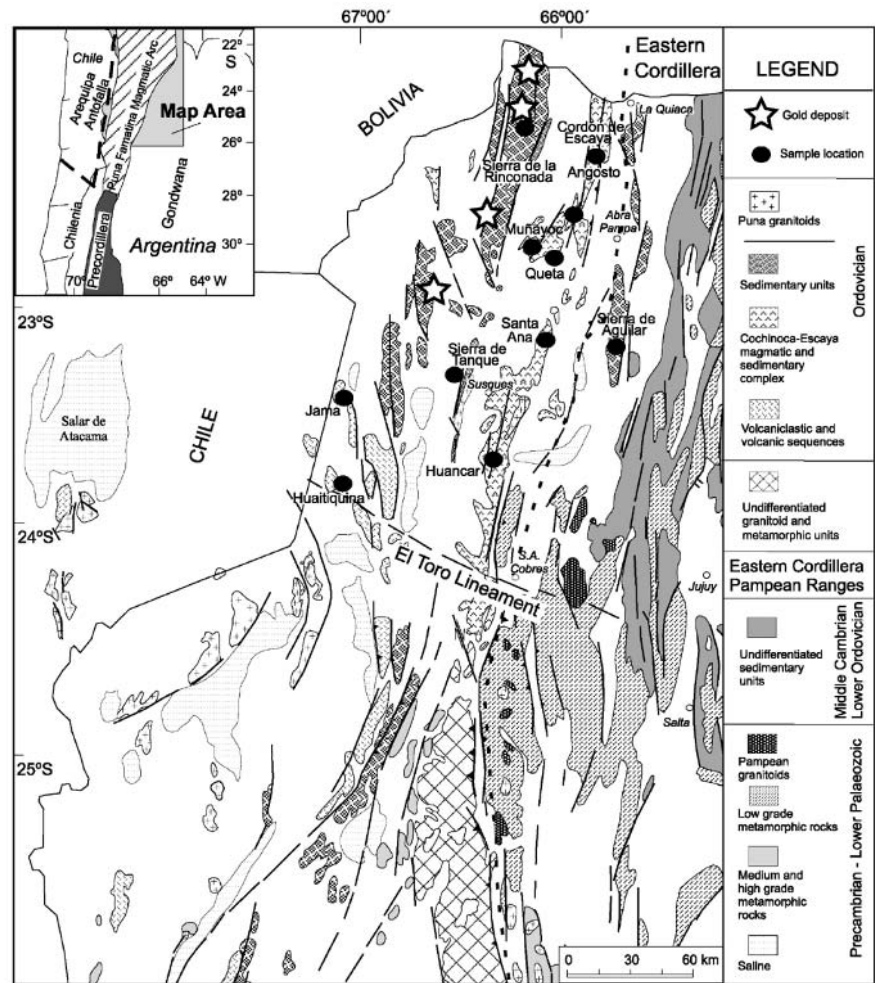 67°00'
66°00'
Chile
Arequipa
Antofalla
Puna Famatina Magmatic Arc
Map Area
Chilenia
Precordillera
Gondwana
Argentina
22°
S
24°
26°
28°
30°
70°
66°
64° W
BOLIVIA
Eastern
Cordillera
La Quiaca
Cordón de
Escaya
Sierra de la
Rinconada
Angosto
Muñayoc
Abra
Pampa
Queta
23°S
Santa
Ana
Sierra de
Aguilar
Sierra de
Tanque
Susques
Salar de
Atacama
Jama
CHILE
Huancar
Huaitiquina
24°S
El Toro Lineament
S.A.
Cobres
Jujuy
Salta
25°S
0
30
60 km
LEGEND
Gold deposit
Sample location
Puna granitoids
Sedimentary units
Cochinoca-Escaya
magmatic and
sedimentary
complex
Volcaniclastic and
volcanic sequences
Ordovician
Undifferentiated
granitoid and
metamorphic units
Eastern Cordillera
Pampean Ranges
Undifferentiated
sedimentary
units
Middle Cambrian
Lower Ordovician
Pampean
granitoids
Low grade
metamorphic rocks
Medium and
high grade
metamorphic
rocks
Saline
Precambrian - Lower Palaeozoic